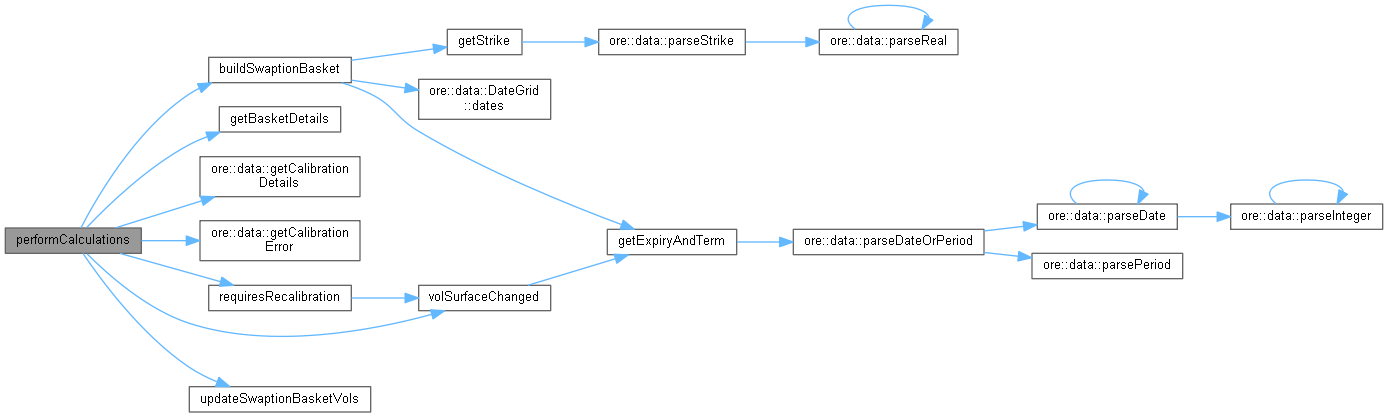 getStrike
ore::data::parseStrike
ore::data::parseReal
buildSwaptionBasket
ore::data::DateGrid
::dates
getBasketDetails
ore::data::getCalibration
Details
ore::data::parseDate
ore::data::parseInteger
performCalculations
ore::data::getCalibration
Error
getExpiryAndTerm
ore::data::parseDateOrPeriod
ore::data::parsePeriod
requiresRecalibration
volSurfaceChanged
updateSwaptionBasketVols